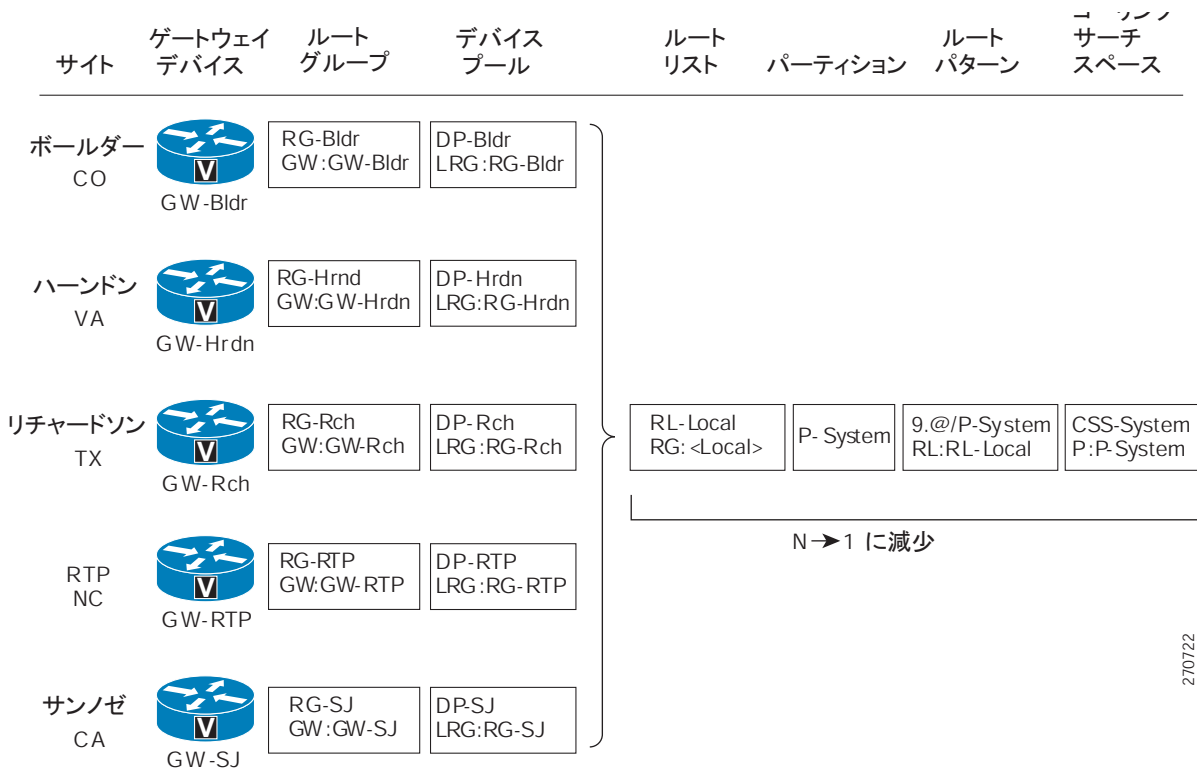 サイト
ゲートウェイ
デバイス
ルート
グループ
デバイス
プール
ルート
リスト
パーティション
ルート
パターン
サーチ
スペース
ボールダー
CO
GW-Bldr
RG-Bldr
GW:GW-Bldr
DP-Bldr
LRG:RG-Bldr
ハーンドン
VA
GW-Hrdn
RG-Hrnd
GW:GW-Hrdn
DP-Hrdn
LRG:RG-Hrdn
リチャードソン
TX
GW-Rch
RG-Rch
GW:GW-Rch
DP-Rch
LRG:RG-Rch
RL-Local
RG: <Local>
P- System
9.@/P-System
RL:RL-Local
CSS-System
P:P-System
N→1 に減少
RTP
NC
GW-RTP
RG-RTP
GW:GW-RTP
DP-RTP
LRG:RG-RTP
サンノゼ
CA
GW-SJ
RG-SJ
GW:GW-SJ
DP-SJ
LRG:RG-SJ
V
V
V
V
V
270722